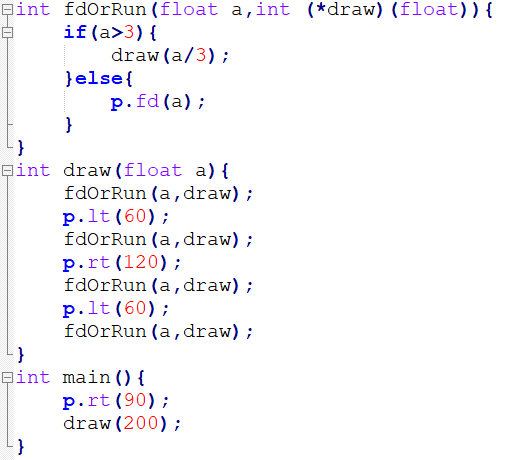 int fdOrRun(float a,int (*draw)(float)){
    if(a>3){
        draw(a/3);
    }else{
        p.fd(a);
    }
}
int draw(float a){
    fdOrRun(a,draw);
    p.lt(60);
    fdOrRun(a,draw);
    p.rt(120);
    fdOrRun(a,draw);
    p.lt(60);
    fdOrRun(a,draw);
}
int main(){
    p.rt(90);
    draw(200);
}